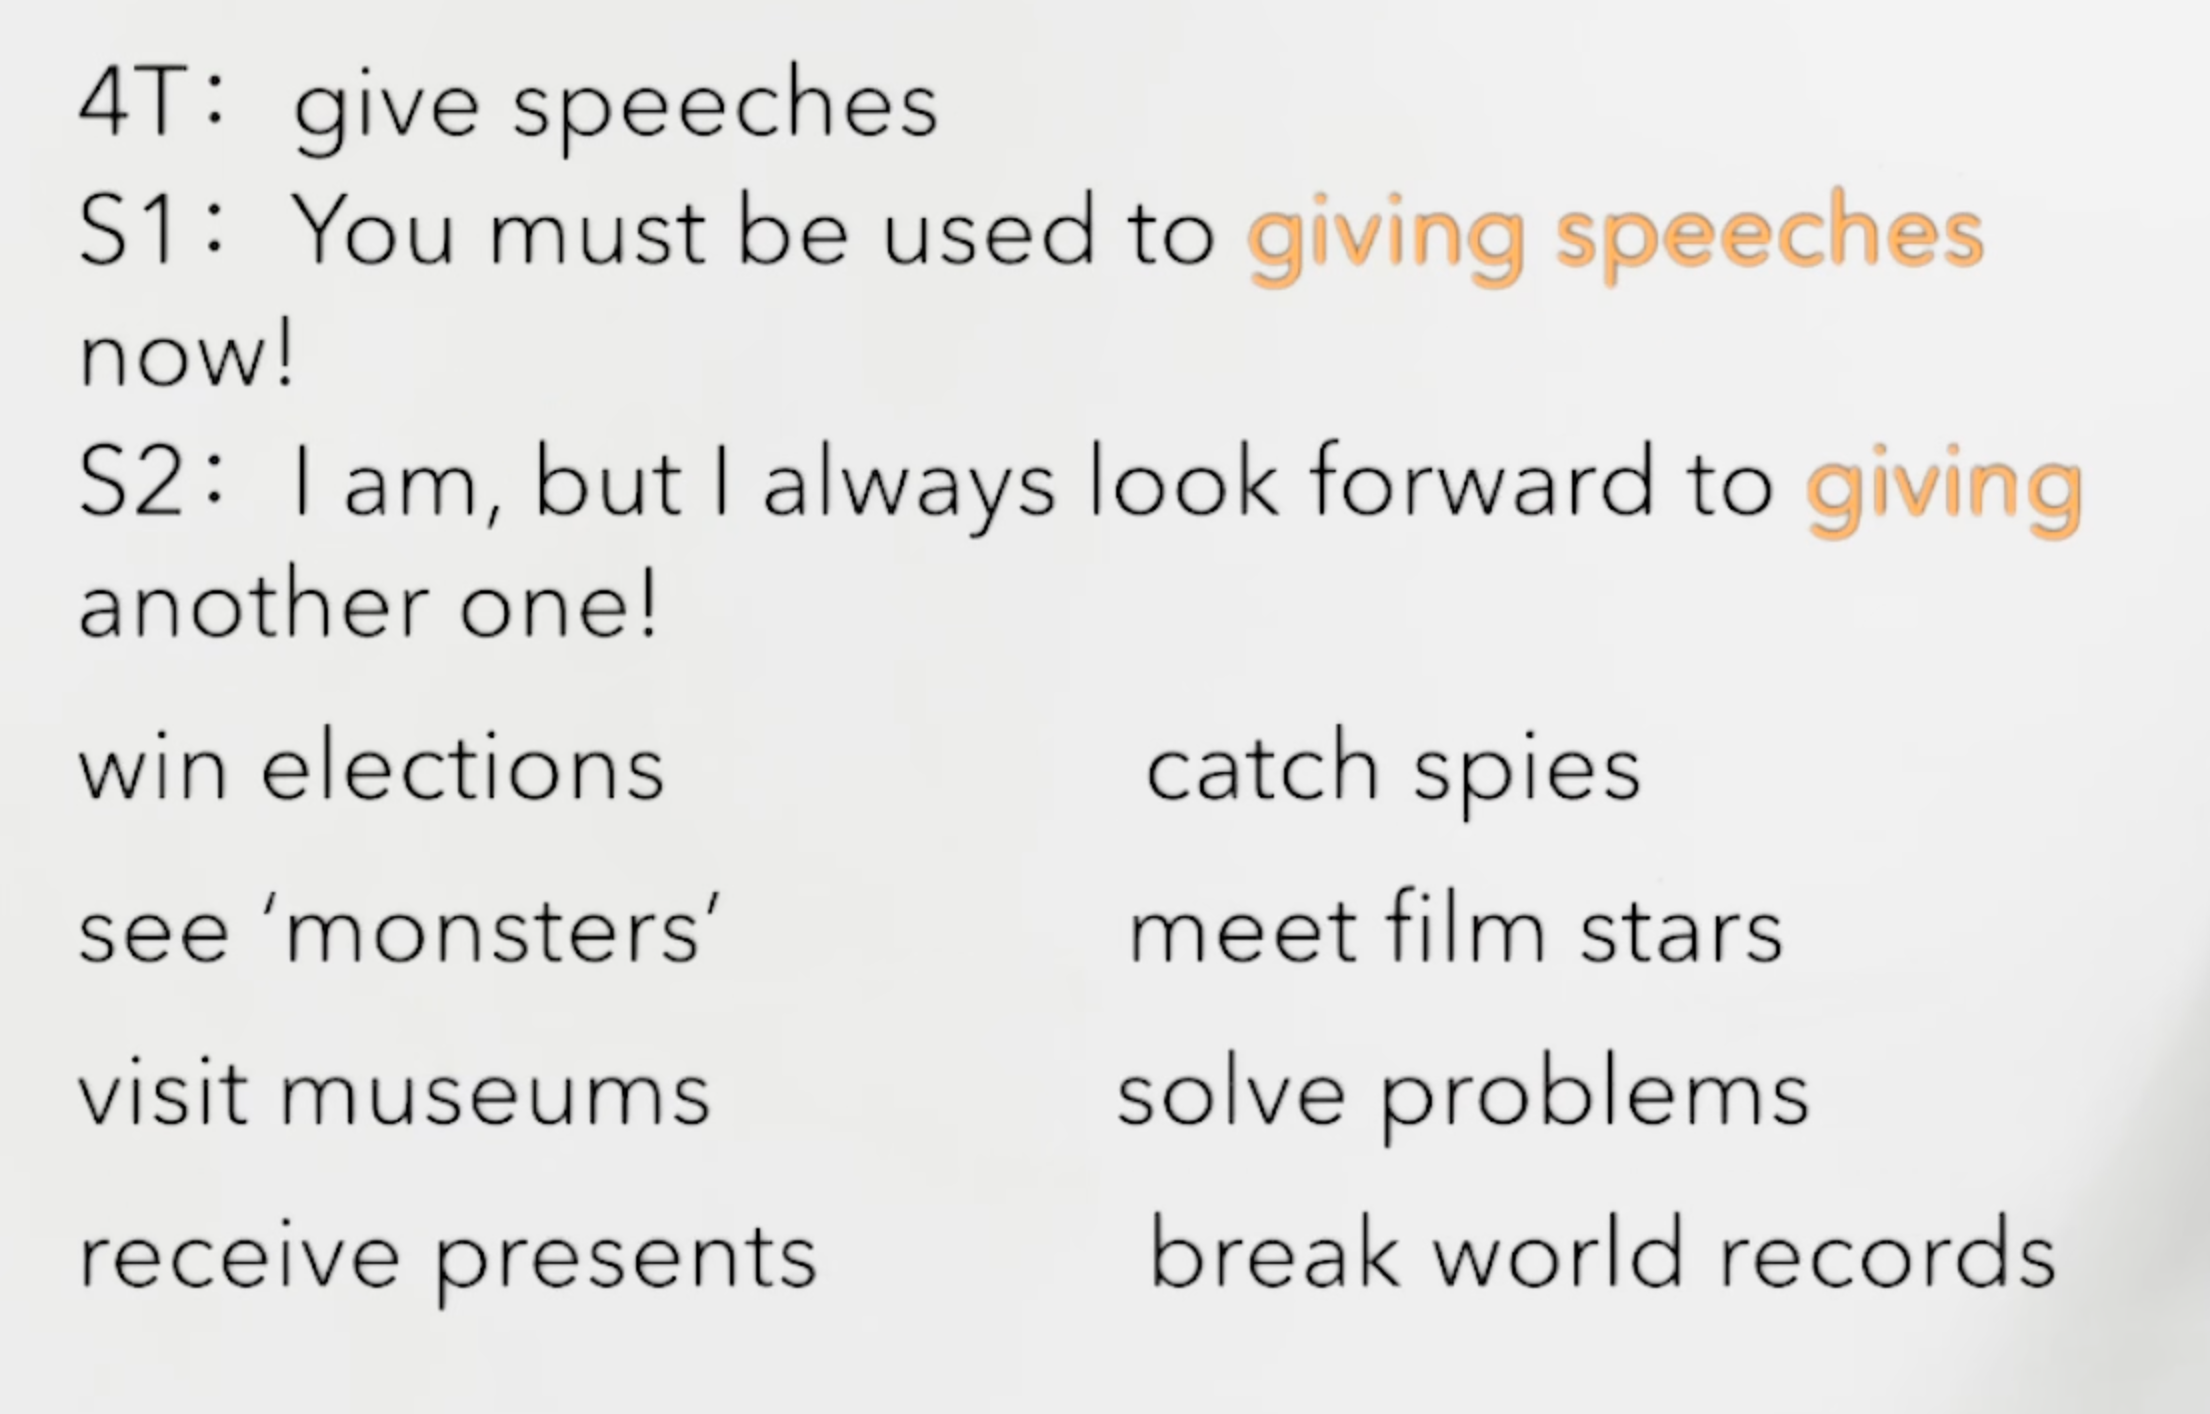 4T: give speeches
S1: You must be used to giving speeches
now!
S2: I am, but I always look forward to giving
another one!
win elections catch spies
see ‘monsters’ meet film stars
visit museums solve problems
receive presents break world records